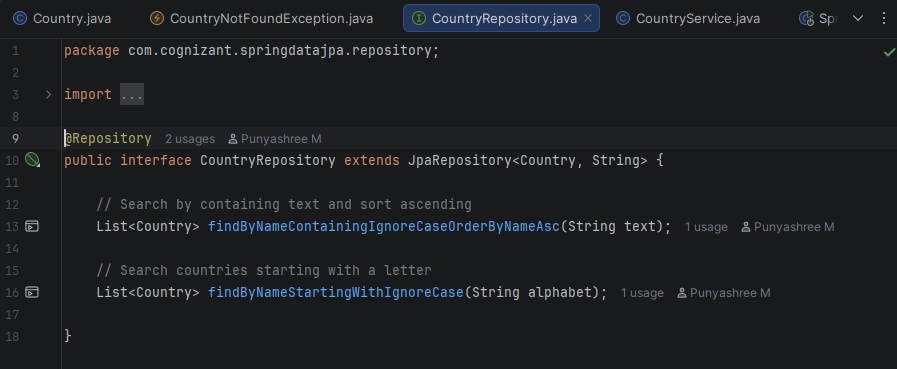 Country.java CountryNotFoundException.java CountryRepository.java CountryService.java Sp
1 package com.cognizant.springdatajpa.repository;
2
3 import ...
8
9 @Repository 2 usages Punyashree M
10 public interface CountryRepository extends JpaRepository<Country, String> {
11
12 // Search by containing text and sort ascending
13 List<Country> findByNameContainingIgnoreCaseOrderByNameAsc(String text); 1 usage Punyashree M
14
15 // Search countries starting with a letter
16 List<Country> findByNameStartingWithIgnoreCase(String alphabet); 1 usage Punyashree M
17
18 }